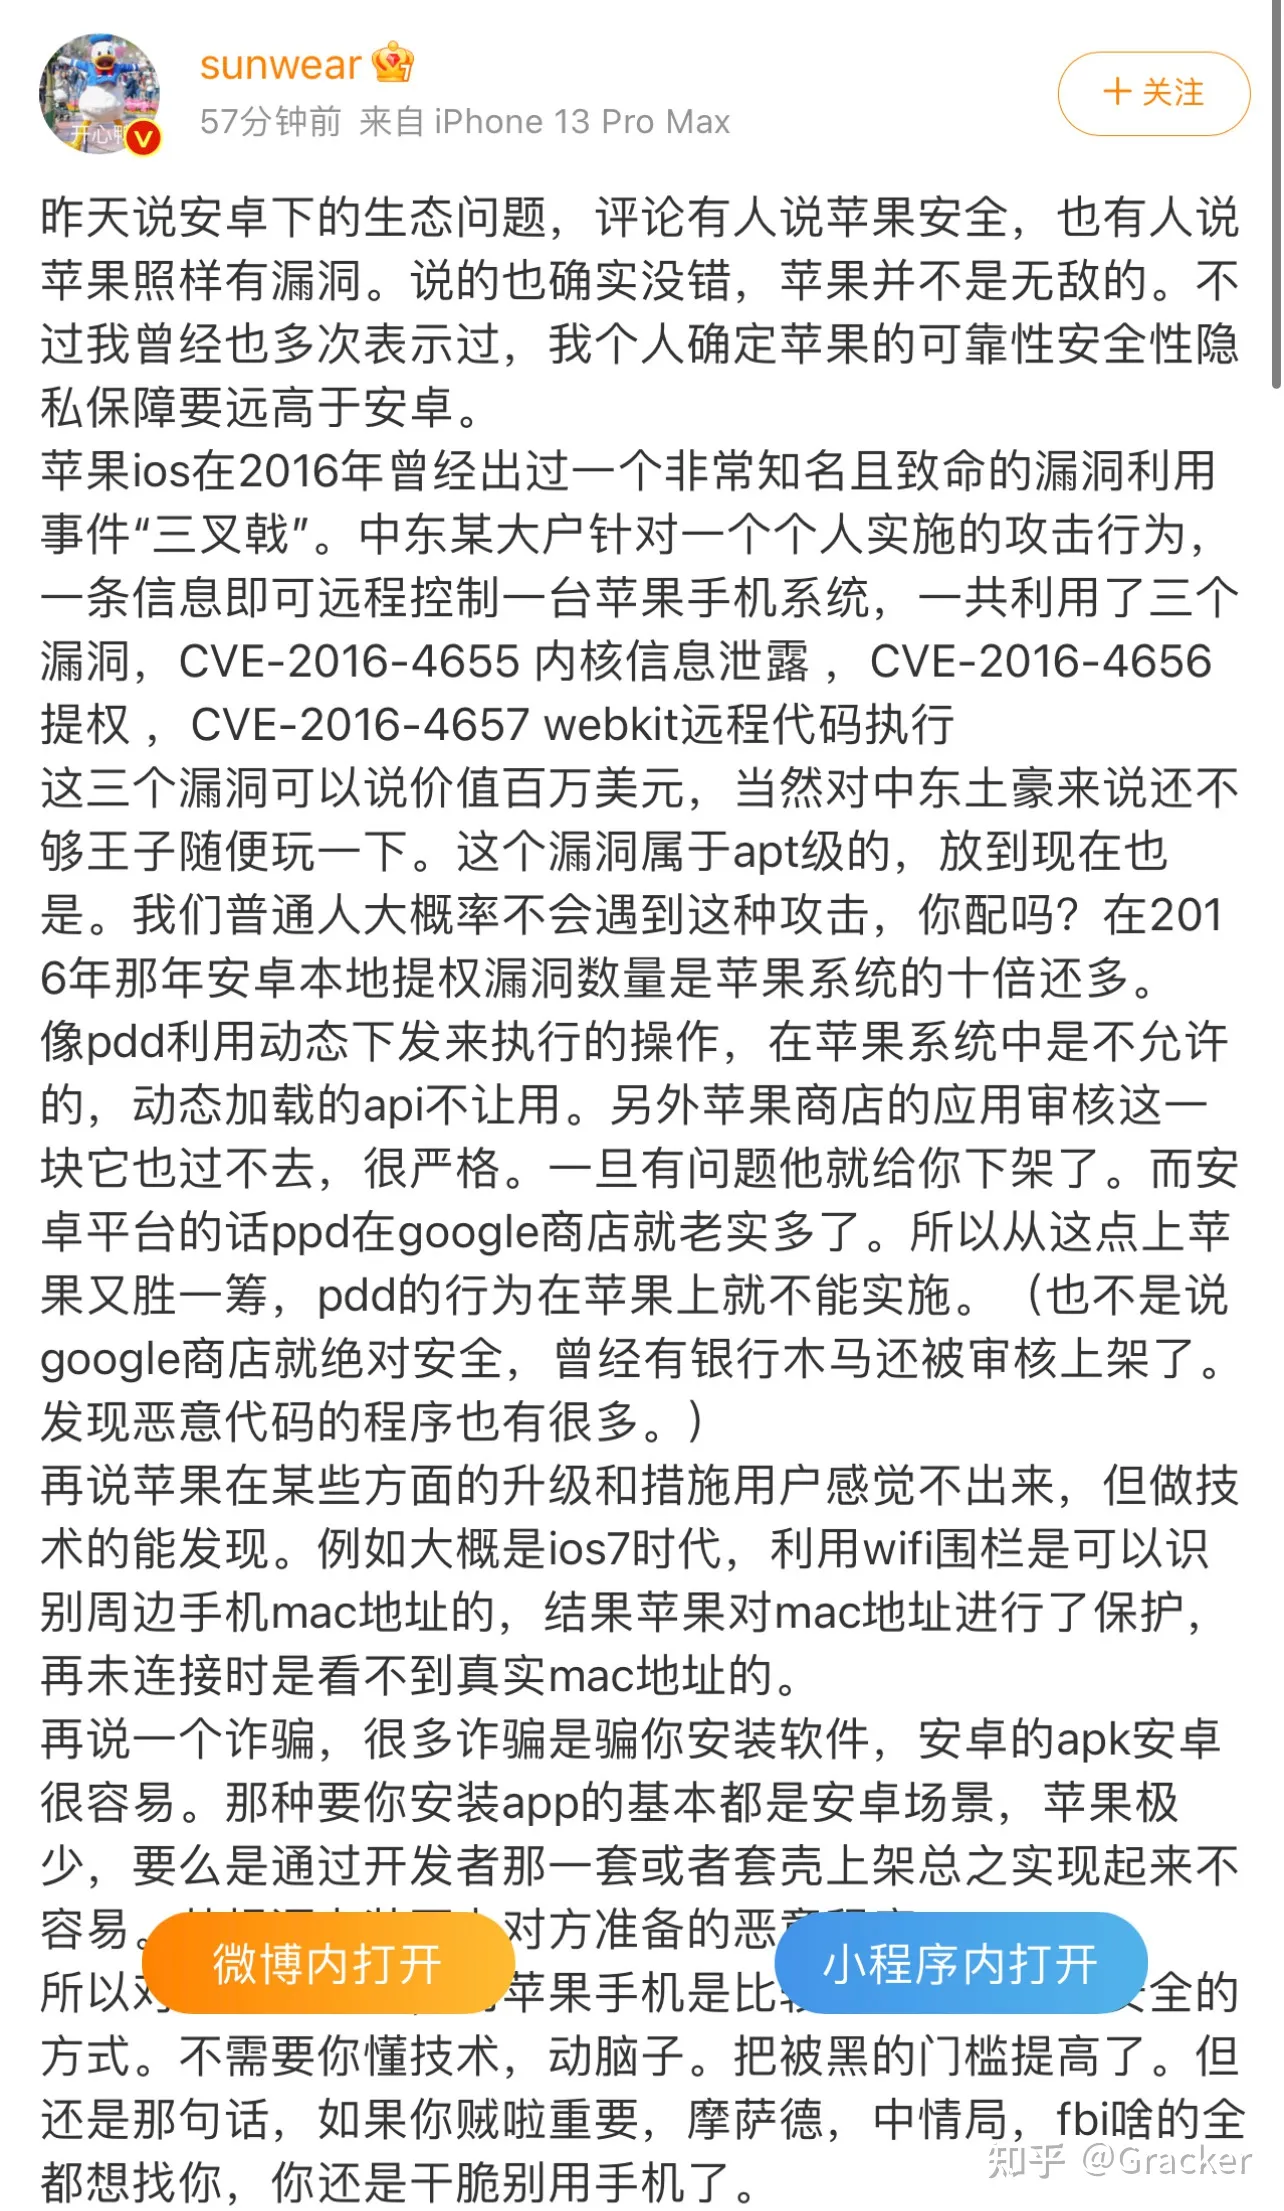 sunwear
57分钟前 来自 iPhone 13 Pro Max
+ 关注
开心鸭
昨天说安卓下的生态问题，评论有人说苹果安全，也有人说
苹果照样有漏洞。说的也确实没错，苹果并不是无敌的。不
过我曾经也多次表示过，我个人确定苹果的可靠性安全性隐
私保障要远高于安卓。
苹果ios在2016年曾经出过一个非常知名且致命的漏洞利用
事件“三叉戟”。中东某大户针对一个个人实施的攻击行为，
一条信息即可远程控制一台苹果手机系统，一共利用了三个
漏洞，CVE-2016-4655 内核信息泄露 ，CVE-2016-4656
提权 ，CVE-2016-4657 webkit远程代码执行
这三个漏洞可以说价值百万美元，当然对中东土豪来说还不
够王子随便玩一下。这个漏洞属于apt级的，放到现在也
是。我们普通人大概率不会遇到这种攻击，你配吗？在201
6年那年安卓本地提权漏洞数量是苹果系统的十倍还多。
像pdd利用动态下发来执行的操作，在苹果系统中是不允许
的，动态加载的api不让用。另外苹果商店的应用审核这一
块它也过不去，很严格。一旦有问题他就给你下架了。而安
卓平台的话ppd在google商店就老实多了。所以从这点上苹
果又胜一筹，pdd的行为在苹果上就不能实施。（也不是说
google商店就绝对安全，曾经有银行木马还被审核上架了。
发现恶意代码的程序也有很多。）
再说苹果在某些方面的升级和措施用户感觉不出来，但做技
术的能发现。例如大概是ios7时代，利用wifi围栏是可以识
别周边手机mac地址的，结果苹果对mac地址进行了保护，
再未连接时是看不到真实mac地址的。
再说一个诈骗，很多诈骗是骗你安装软件，安卓的apk安卓
很容易。那种要你安装app的基本都是安卓场景，苹果极
少，要么是通过开发者那一套或者套壳上架总之实现起来不
容易。对方准备的恶
微博内打开
小程序内打开
所以对苹果手机是比全的
方式。不需要你懂技术，动脑子。把被黑的门槛提高了。但
还是那句话，如果你贼啦重要，摩萨德，中情局，fbi啥的全
都想找你，你还是干脆别用手机了。
知乎 @Gracker